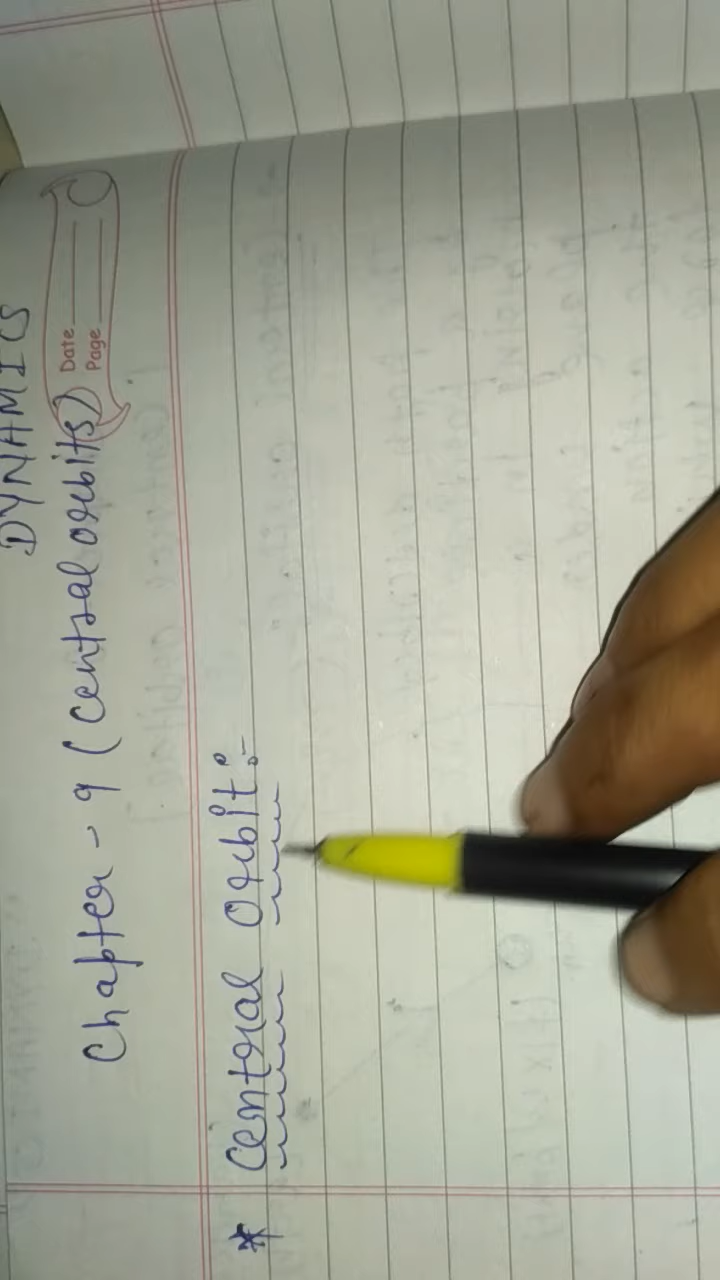 DYNAMICS
Date
Page
Chapter - 9 (Central orbits)
* Central orbit :-